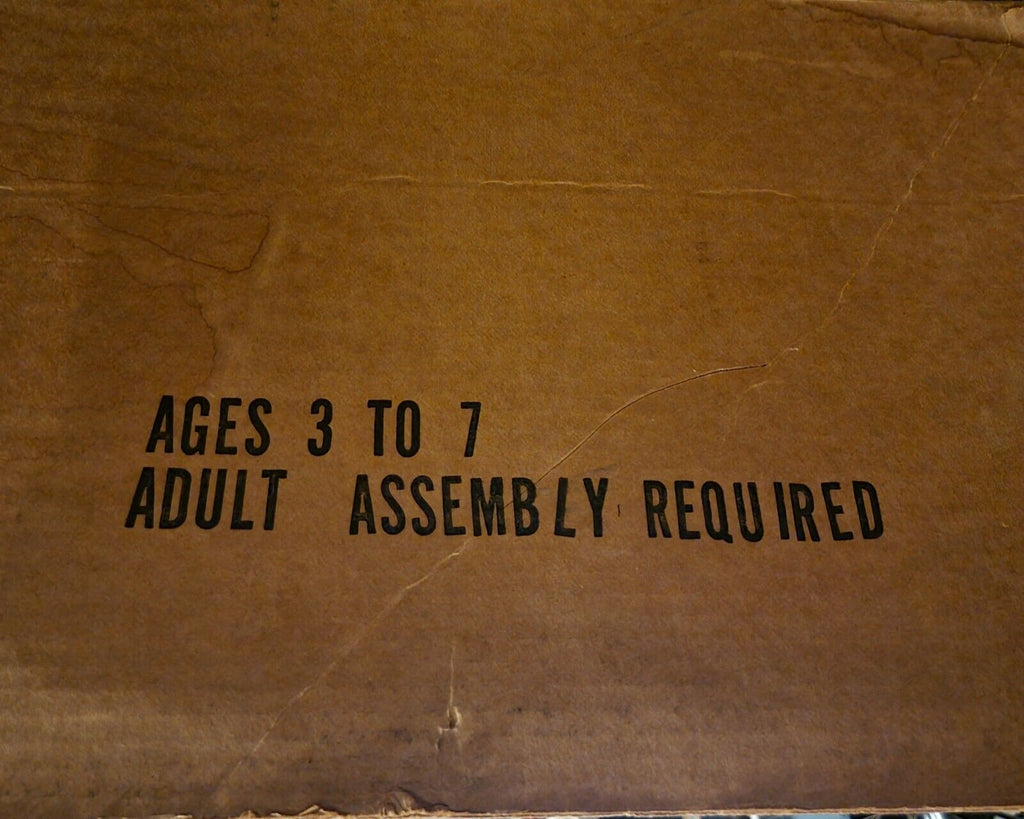 AGES 3 TO 7
ADULT ASSEMBLY REQUIRED